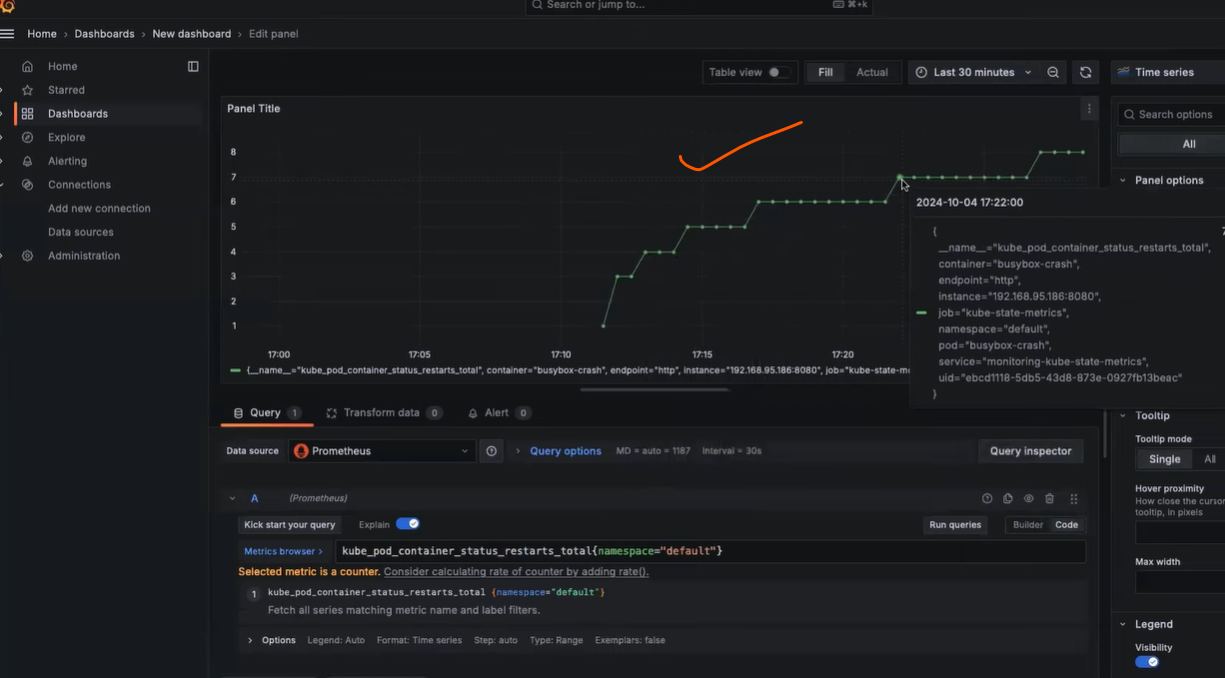 Search or jump to... ⌘+k
Home › Dashboards › New dashboard › Edit panel
Home
Starred
Dashboards
Explore
Alerting
Connections
Add new connection
Data sources
Administration
Table view Fill Actual Last 30 minutes Time series
Panel Title
Search options
All
Panel options
8
7
6
5
4
3
2
1
17:00 17:05 17:10 17:15 17:20
{__name__="kube_pod_container_status_restarts_total", container="busybox-crash", endpoint="http", instance="192.168.95.186:8080", job="kube-state-m
2024-10-04 17:22:00
{
__name__="kube_pod_container_status_restarts_total",
container="busybox-crash",
endpoint="http",
instance="192.168.95.186:8080",
job="kube-state-metrics",
namespace="default",
pod="busybox-crash",
service="monitoring-kube-state-metrics",
uid="ebcd1118-5db5-43d8-873e-0927fb13beac"
}
7
Query 1 Transform data 0 Alert 0
Data source Prometheus › Query options MD = auto = 1187 Interval = 30s Query inspector
A (Prometheus)
Kick start your query Explain Run queries Builder Code
Metrics browser › kube_pod_container_status_restarts_total{namespace="default"}
Selected metric is a counter. Consider calculating rate of counter by adding rate().
1 kube_pod_container_status_restarts_total {namespace="default"}
Fetch all series matching metric name and label filters.
› Options Legend: Auto Format: Time series Step: auto Type: Range Exemplars: false
Tooltip
Tooltip mode
Single All
Hover proximity
How close the cursor
tooltip, in pixels
Max width
Legend
Visibility